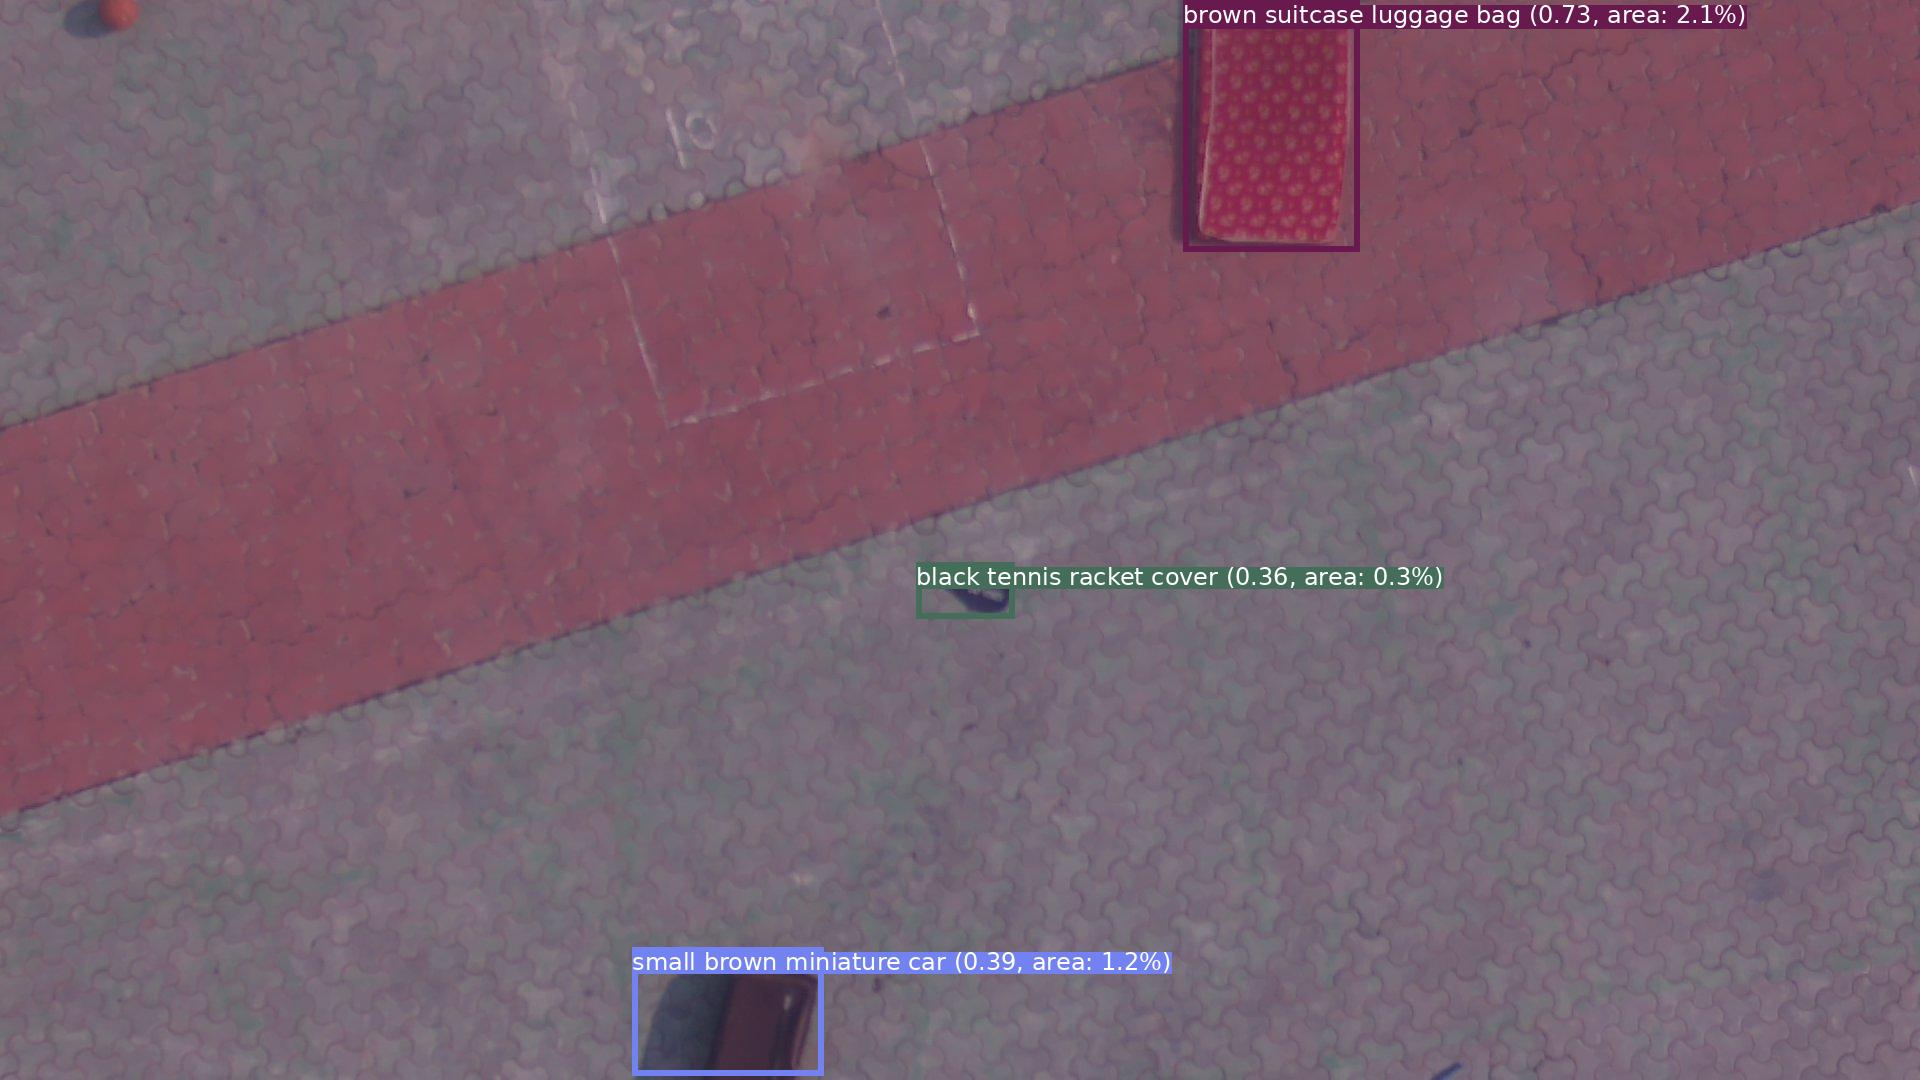 brown suitcase luggage bag (0.73, area: 2.1%)
black tennis racket cover (0.36, area: 0.3%)
small brown miniature car (0.39, area: 1.2%)